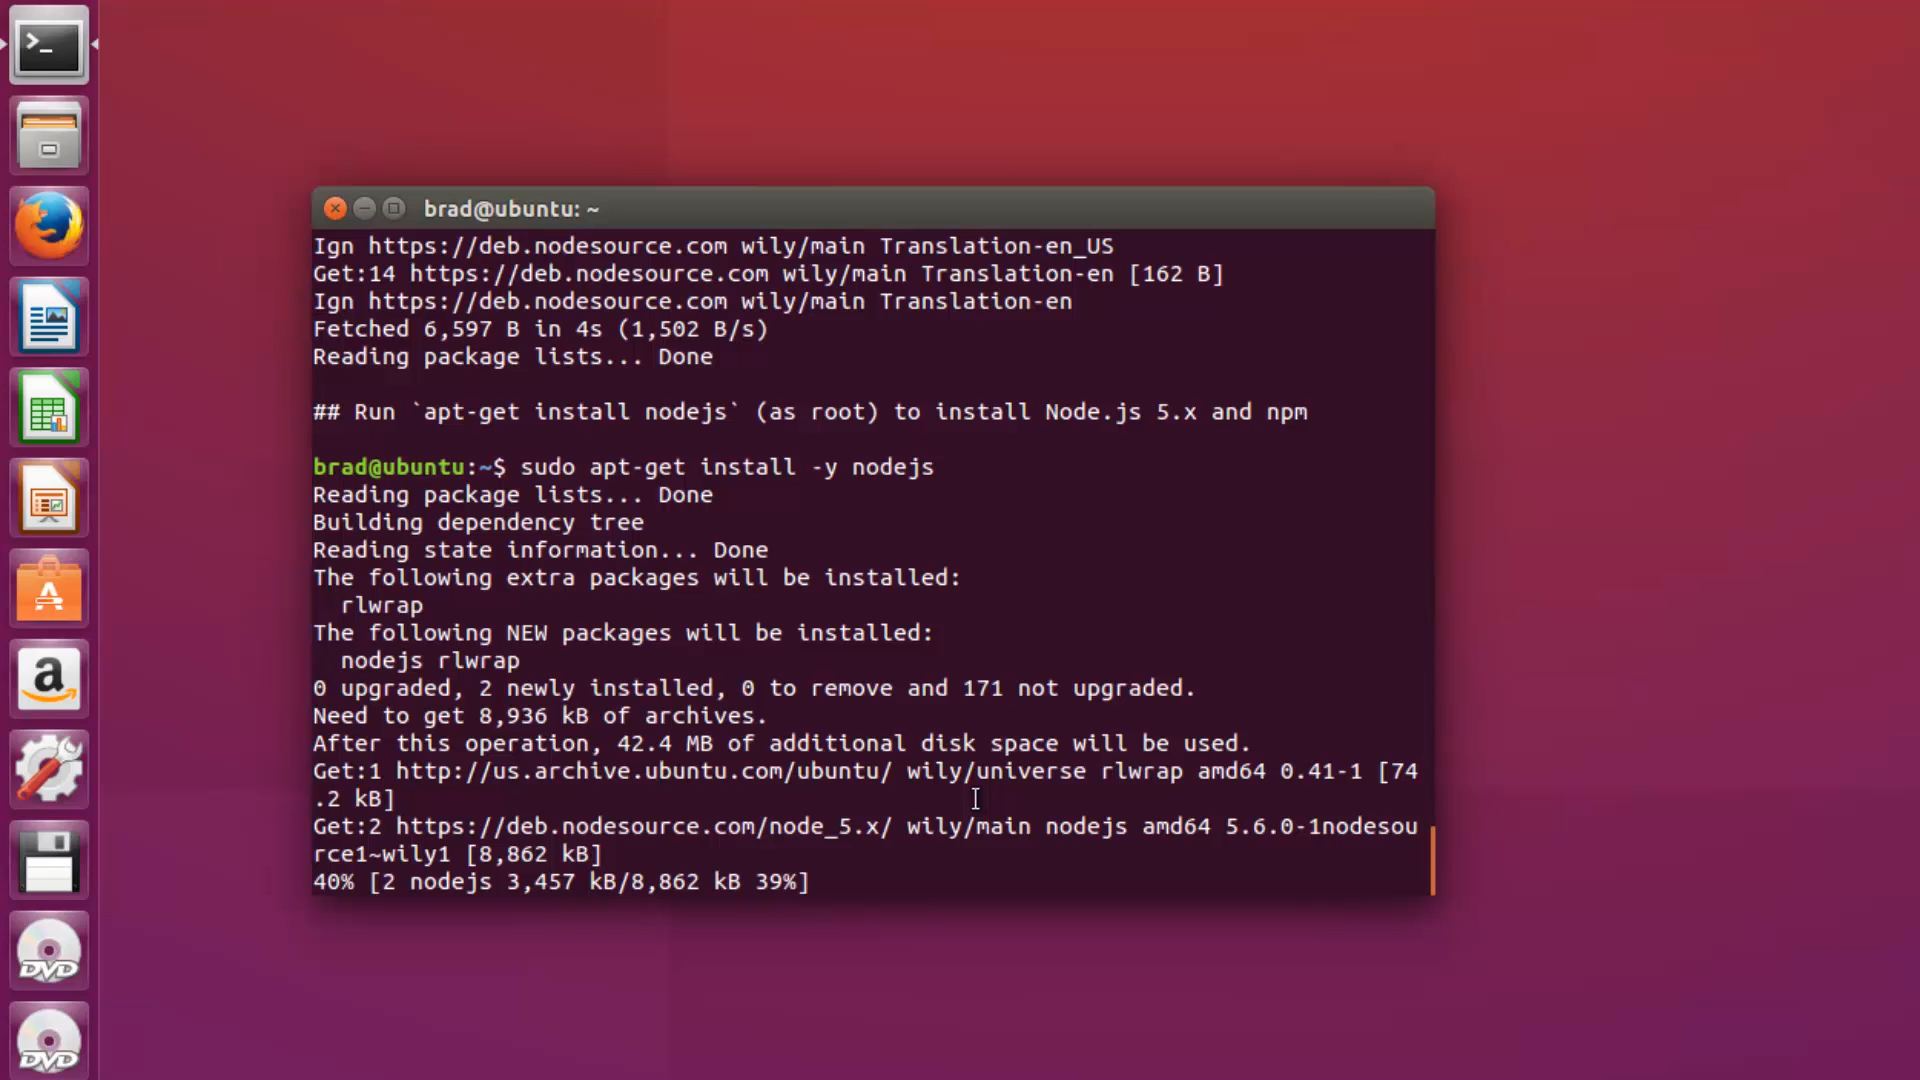 brad@ubuntu: ~
Ign https://deb.nodesource.com wily/main Translation-en_US
Get:14 https://deb.nodesource.com wily/main Translation-en [162 B]
Ign https://deb.nodesource.com wily/main Translation-en
Fetched 6,597 B in 4s (1,502 B/s)
Reading package lists... Done
## Run `apt-get install nodejs` (as root) to install Node.js 5.x and npm
brad@ubuntu:~$ sudo apt-get install -y nodejs
Reading package lists... Done
Building dependency tree
Reading state information... Done
The following extra packages will be installed:
rlwrap
The following NEW packages will be installed:
nodejs rlwrap
0 upgraded, 2 newly installed, 0 to remove and 171 not upgraded.
Need to get 8,936 kB of archives.
After this operation, 42.4 MB of additional disk space will be used.
Get:1 http://us.archive.ubuntu.com/ubuntu/ wily/universe rlwrap amd64 0.41-1 [74
.2 kB]
Get:2 https://deb.nodesource.com/node_5.x/ wily/main nodejs amd64 5.6.0-1nodesou
rce1~wily1 [8,862 kB]
40% [2 nodejs 3,457 kB/8,862 kB 39%]
>_
A
a
DVD
DVD